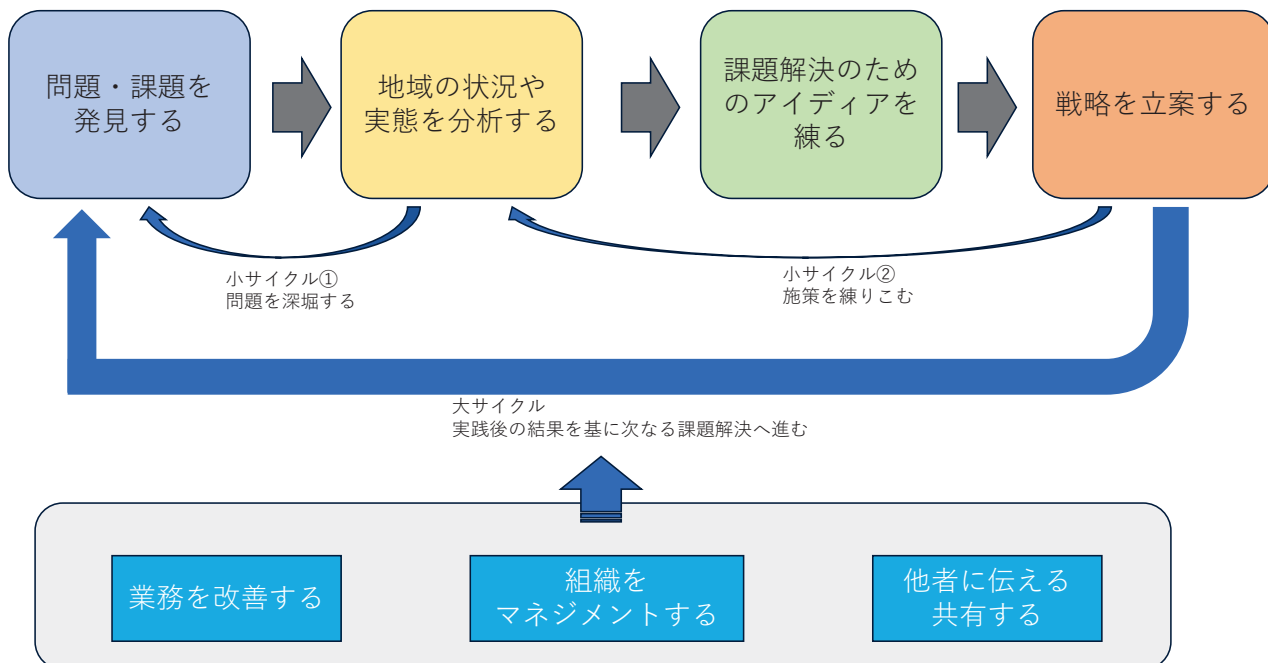 問題・課題を
発見する
地域の状況や
実態を分析する
課題解決のため
のアイディアを
練る
戦略を立案する
小サイクル①
問題を深堀する
小サイクル②
施策を練りこむ
大サイクル
実践後の結果を基に次なる課題解決へ進む
業務を改善する
組織を
マネジメントする
他者に伝える
共有する